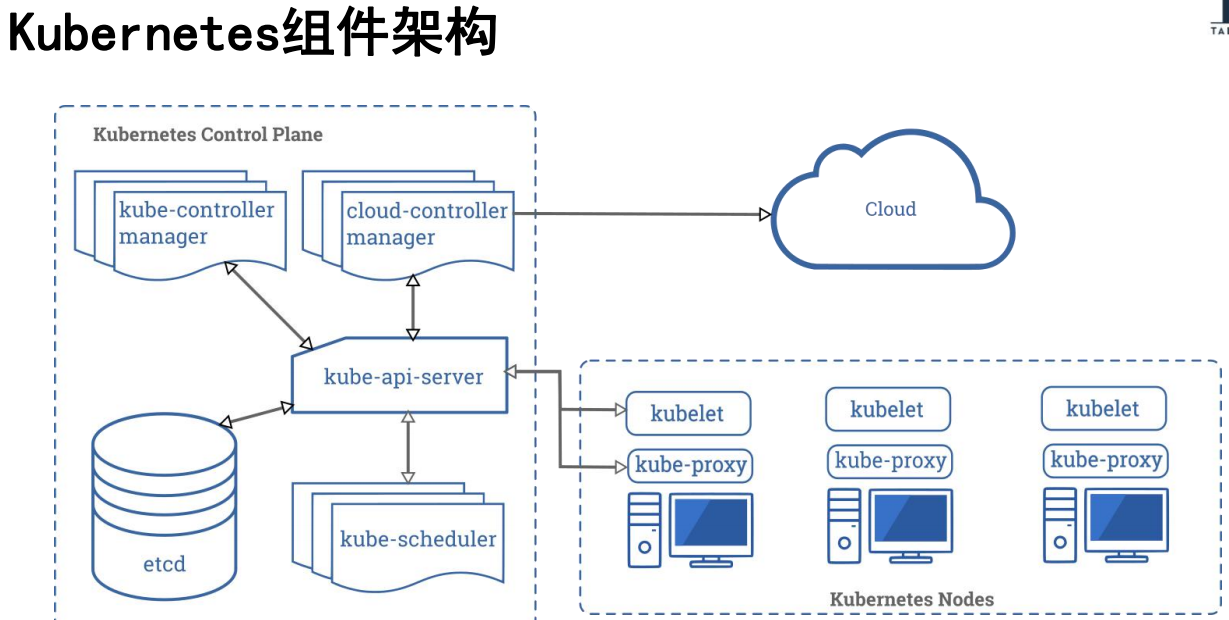 Kubernetes组件架构
Kubernetes Control Plane
kube-controller
manager
cloud-controller
manager
Cloud
kube-api-server
etcd
kube-scheduler
kubelet
kubelet
kubelet
kube-proxy
kube-proxy
kube-proxy
Kubernetes Nodes